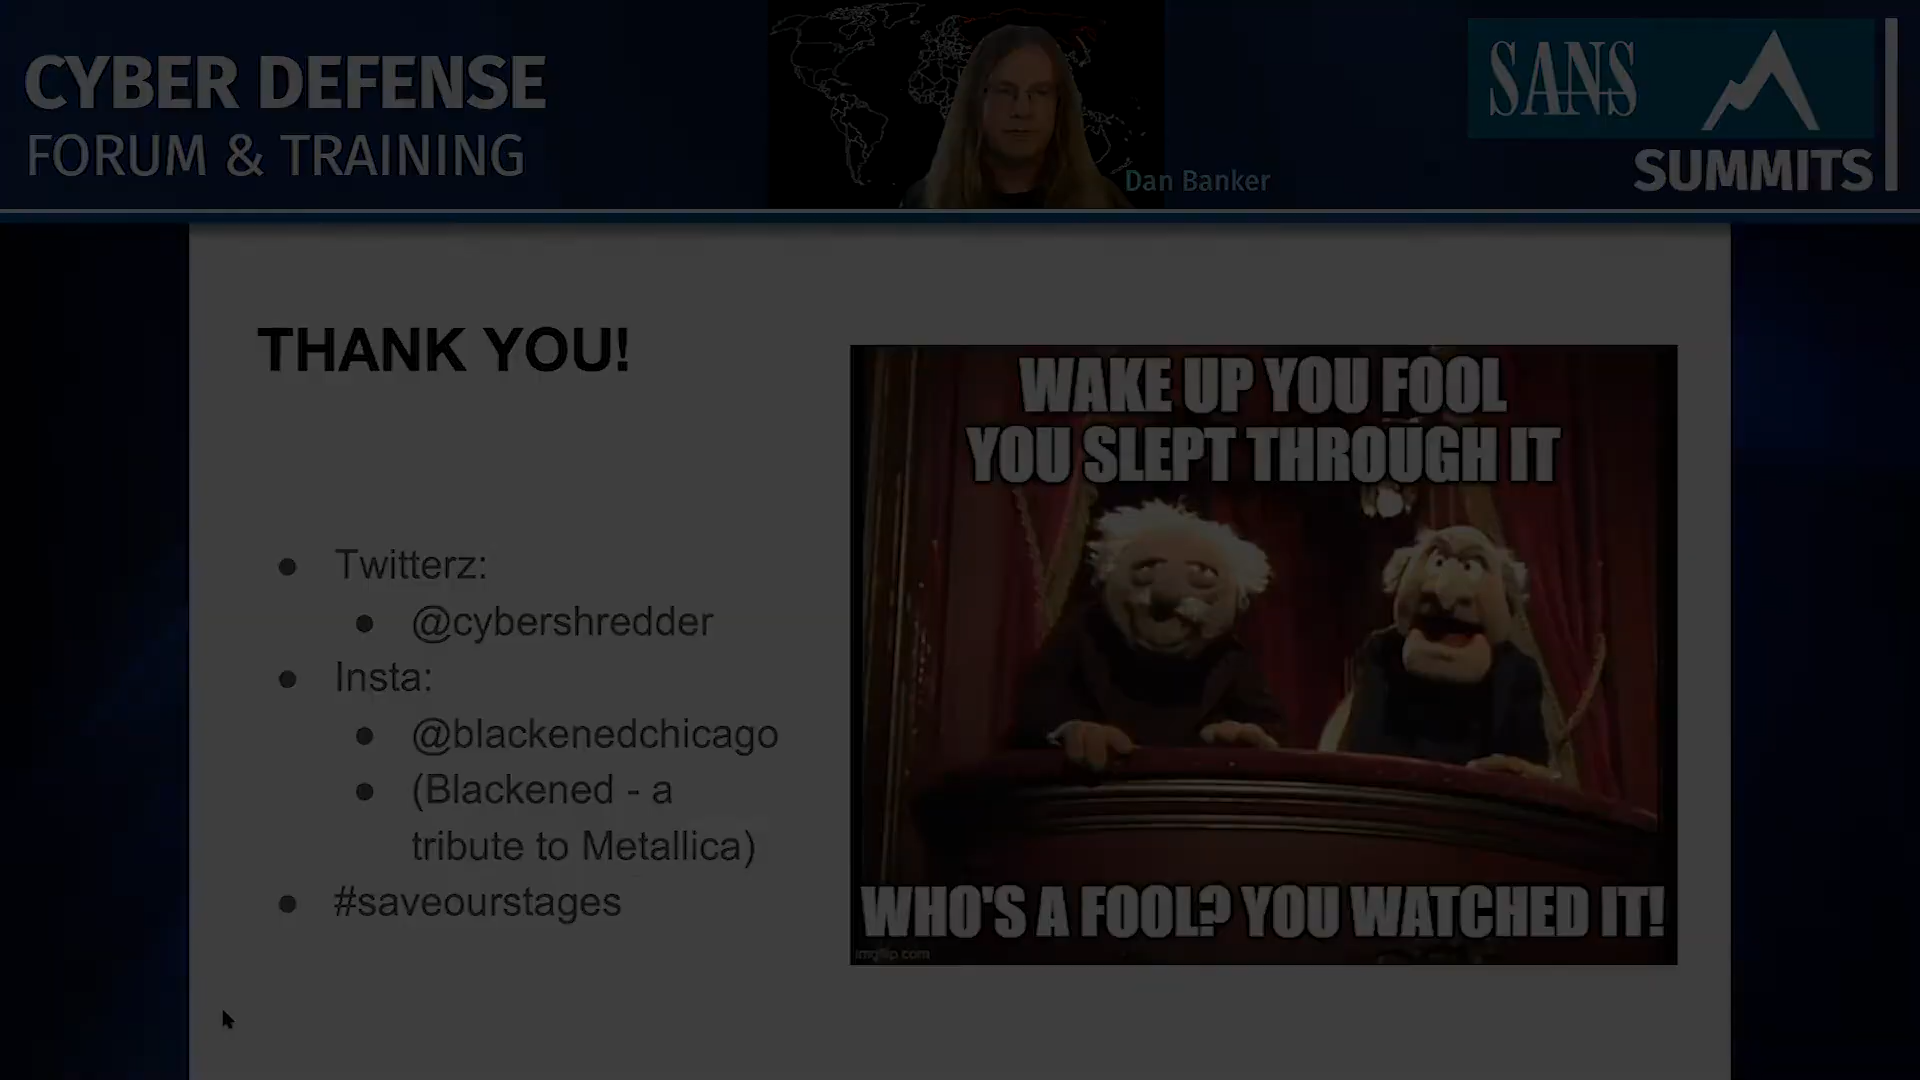 CYBER DEFENSE
FORUM & TRAINING
Dan Banker
SANS
SUMMITS
THANK YOU!
● Twitterz:
● @cybershredder
● Insta:
● @blackenedchicago
● (Blackened - a
tribute to Metallica)
● #saveourstages
WAKE UP YOU FOOL
YOU SLEPT THROUGH IT
WHO'S A FOOL? YOU WATCHED IT!
imgflip.com